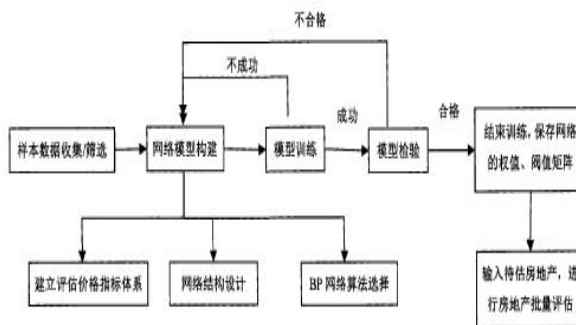 不合格
不成功
成功
合格
样本数据收集/筛选
网络模型构建
模型训练
模型检验
结束训练,保存网络
的权值、阀值矩阵
建立评估价格指标体系
网络结构设计
BP 网络算法选择
输入待估房地产，进
行房地产批量评估